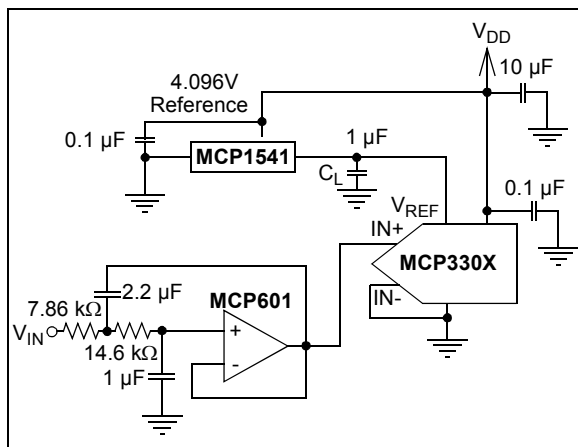 VDD
10 µF
4.096V
Reference
0.1 µF
MCP1541
1 µF
CL
VREF
0.1 µF
IN+
MCP330X
IN-
2.2 µF
MCP601
7.86 kΩ
VIN
14.6 kΩ
+
-
1 µF